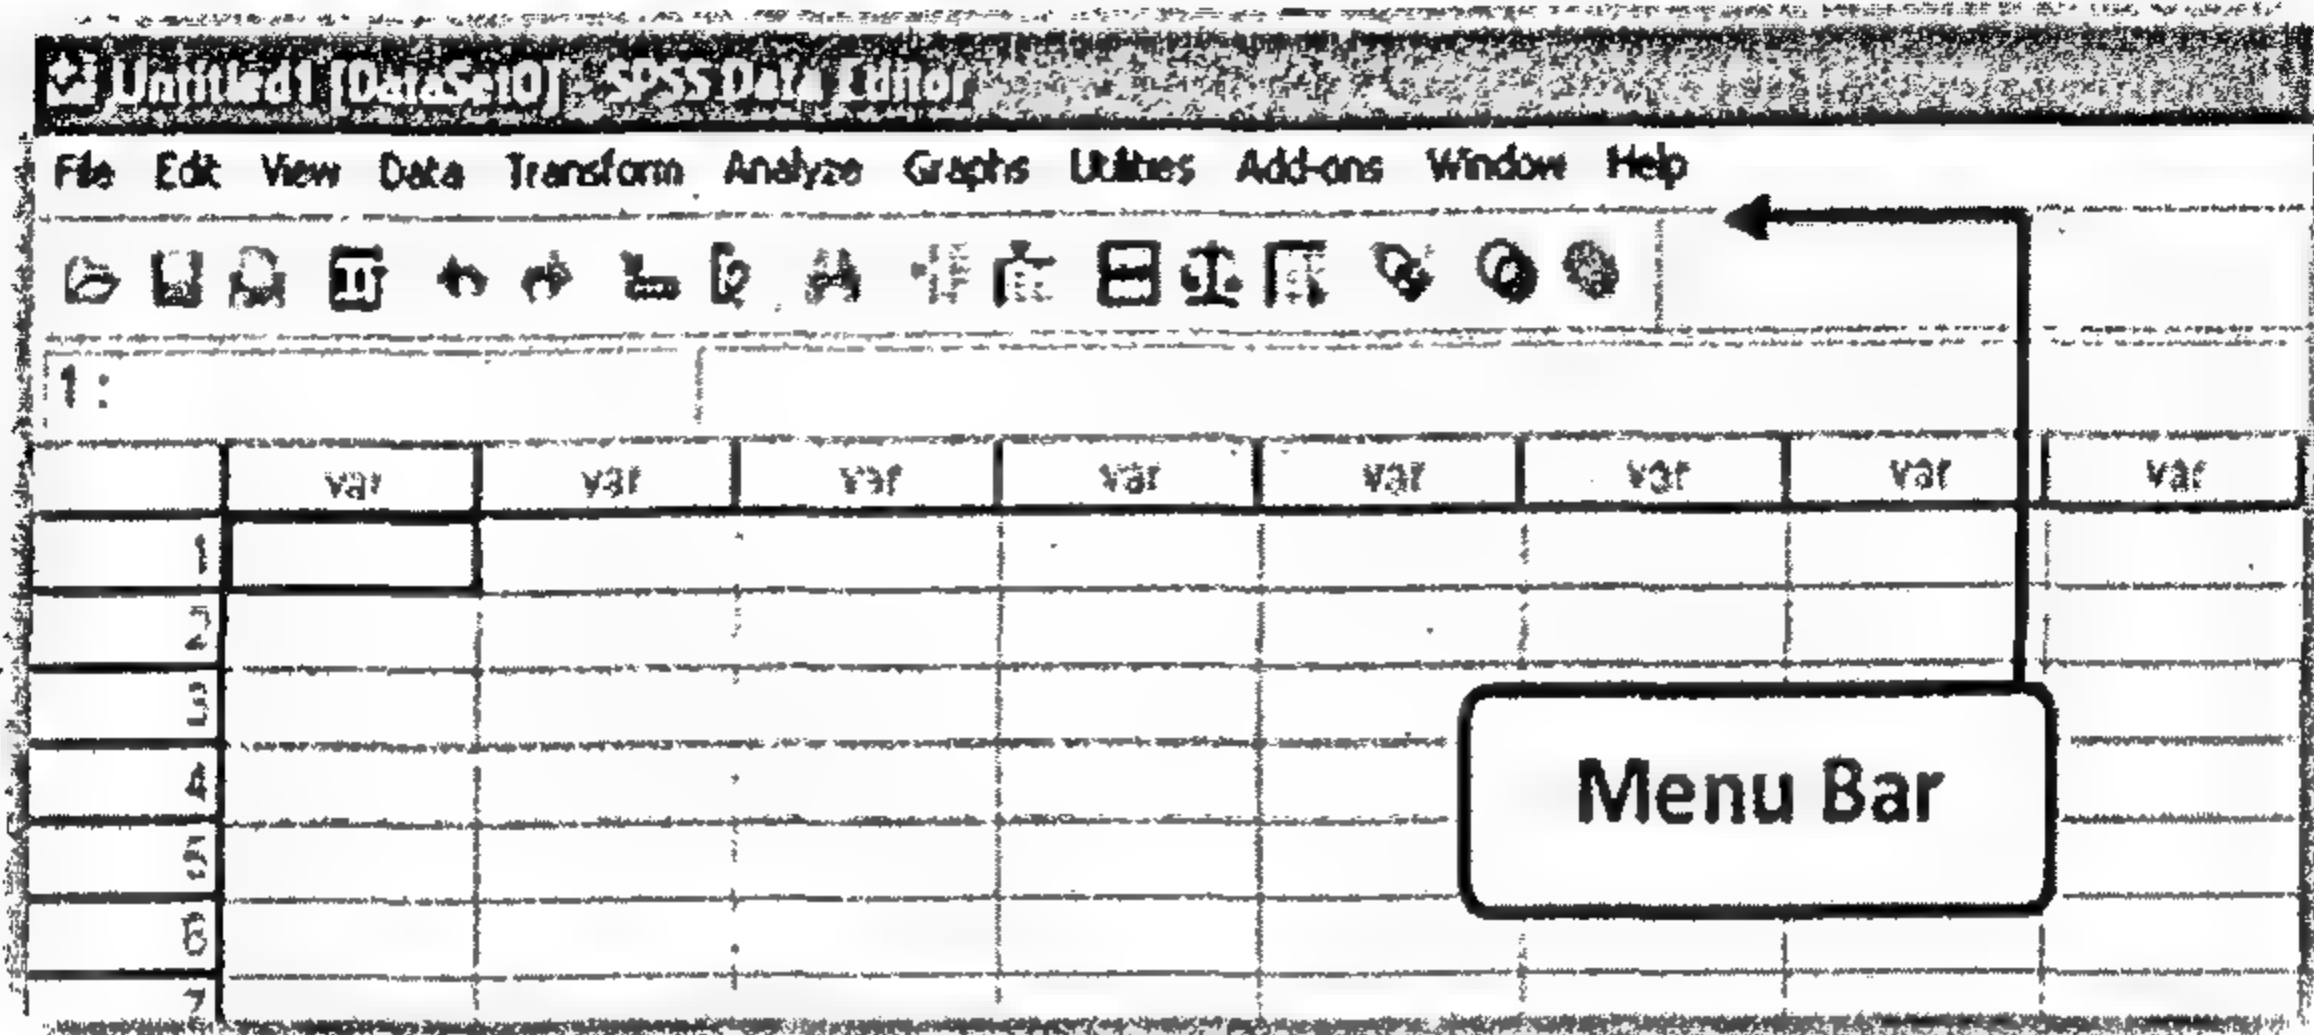 Untitled1 [DataSet0] - SPSS Data Editor
File Edit View Data Transform Analyze Graphs Utilities Add-ons Window Help
1 :
var var var var var var var var
1
2
3
4
5
6
7
Menu Bar